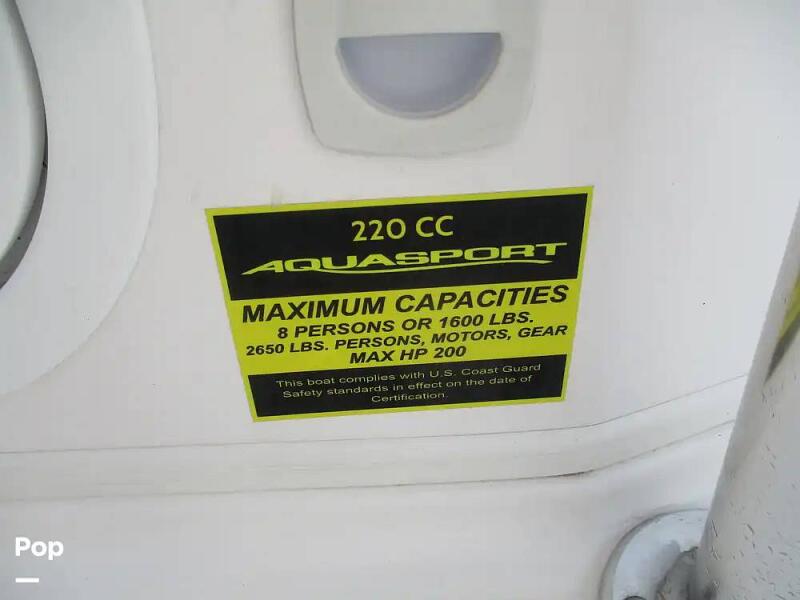 220 CC
AQUASPORT
MAXIMUM CAPACITIES
8 PERSONS OR 1600 LBS.
2650 LBS. PERSONS, MOTORS, GEAR
MAX HP 200
This boat complies with U.S. Coast Guard
Safety standards in effect on the date of
Certification.
Pop